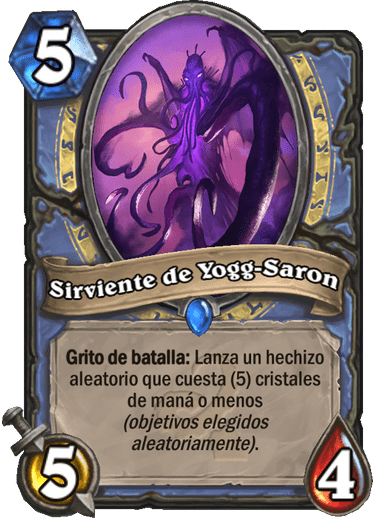 5
Sirviente de Yogg-Saron
Grito de batalla: Lanza un hechizo
aleatorio que cuesta (5) cristales
de maná o menos
(objetivos elegidos
aleatoriamente).
5
4